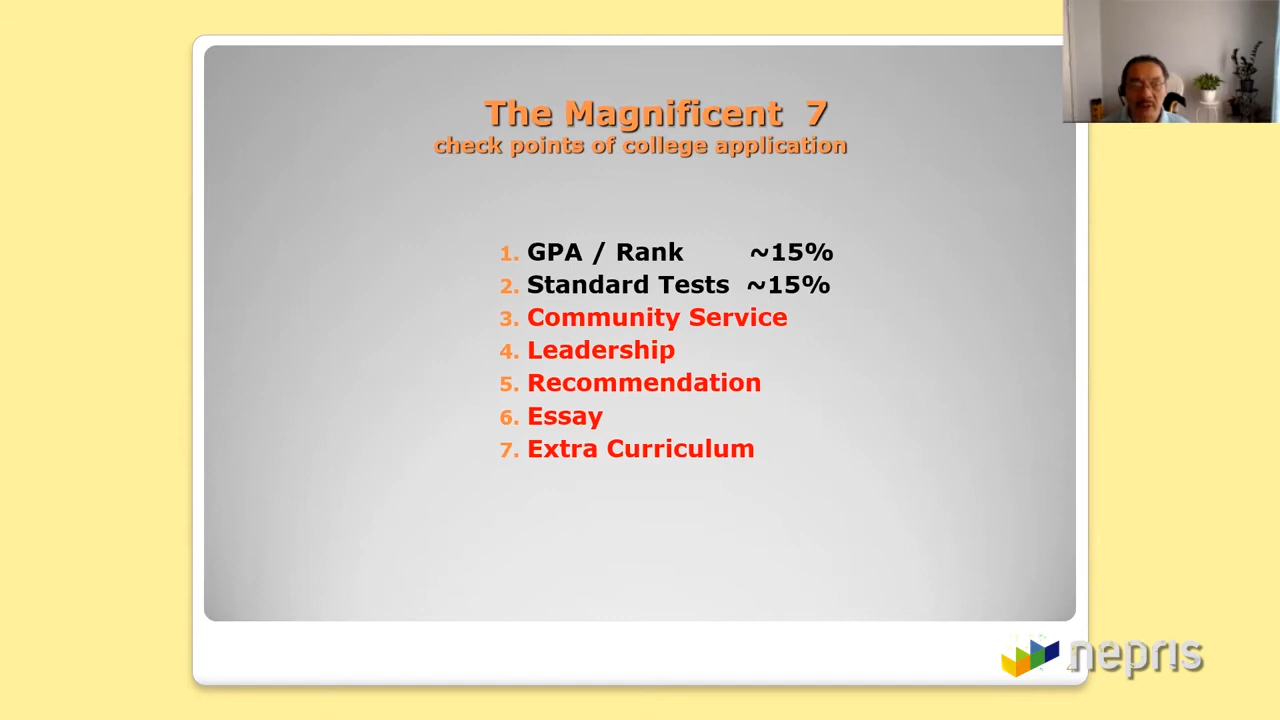 The Magnificent 7
check points of college application
1. GPA / Rank ~15%
2. Standard Tests ~15%
3. Community Service
4. Leadership
5. Recommendation
6. Essay
7. Extra Curriculum
nepris